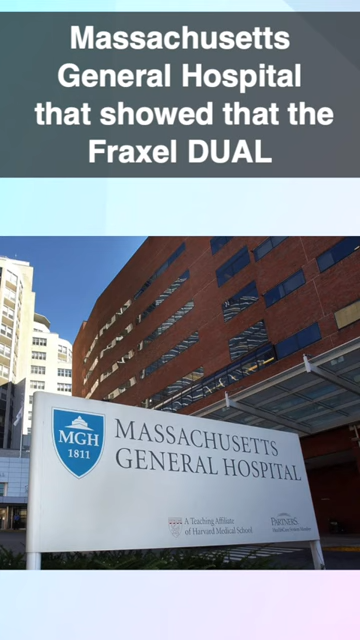 Massachusetts
General Hospital
that showed that the
Fraxel DUAL
MGH
1811
MASSACHUSETTS
GENERAL HOSPITAL
A Teaching Affiliate
of Harvard Medical School
PARTNERS